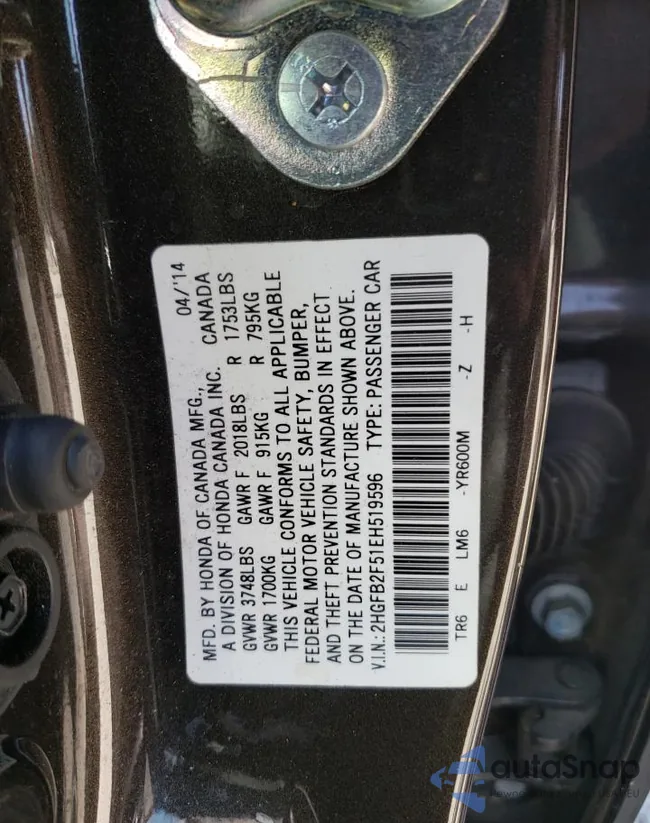 MFD. BY HONDA OF CANADA MFG., 04/'14
A DIVISION OF HONDA CANADA INC. CANADA
GVWR 3748LBS GAWR F 2018LBS R 1753LBS
GVWR 1700KG GAWR F 915KG R 795KG
THIS VEHICLE CONFORMS TO ALL APPLICABLE
FEDERAL MOTOR VEHICLE SAFETY, BUMPER,
AND THEFT PREVENTION STANDARDS IN EFFECT
ON THE DATE OF MANUFACTURE SHOWN ABOVE.
V.I.N.: 2HGFB2F51EH519596 TYPE: PASSENGER CAR
TR6 E LM6 -YR600M -Z -H
autoSnap